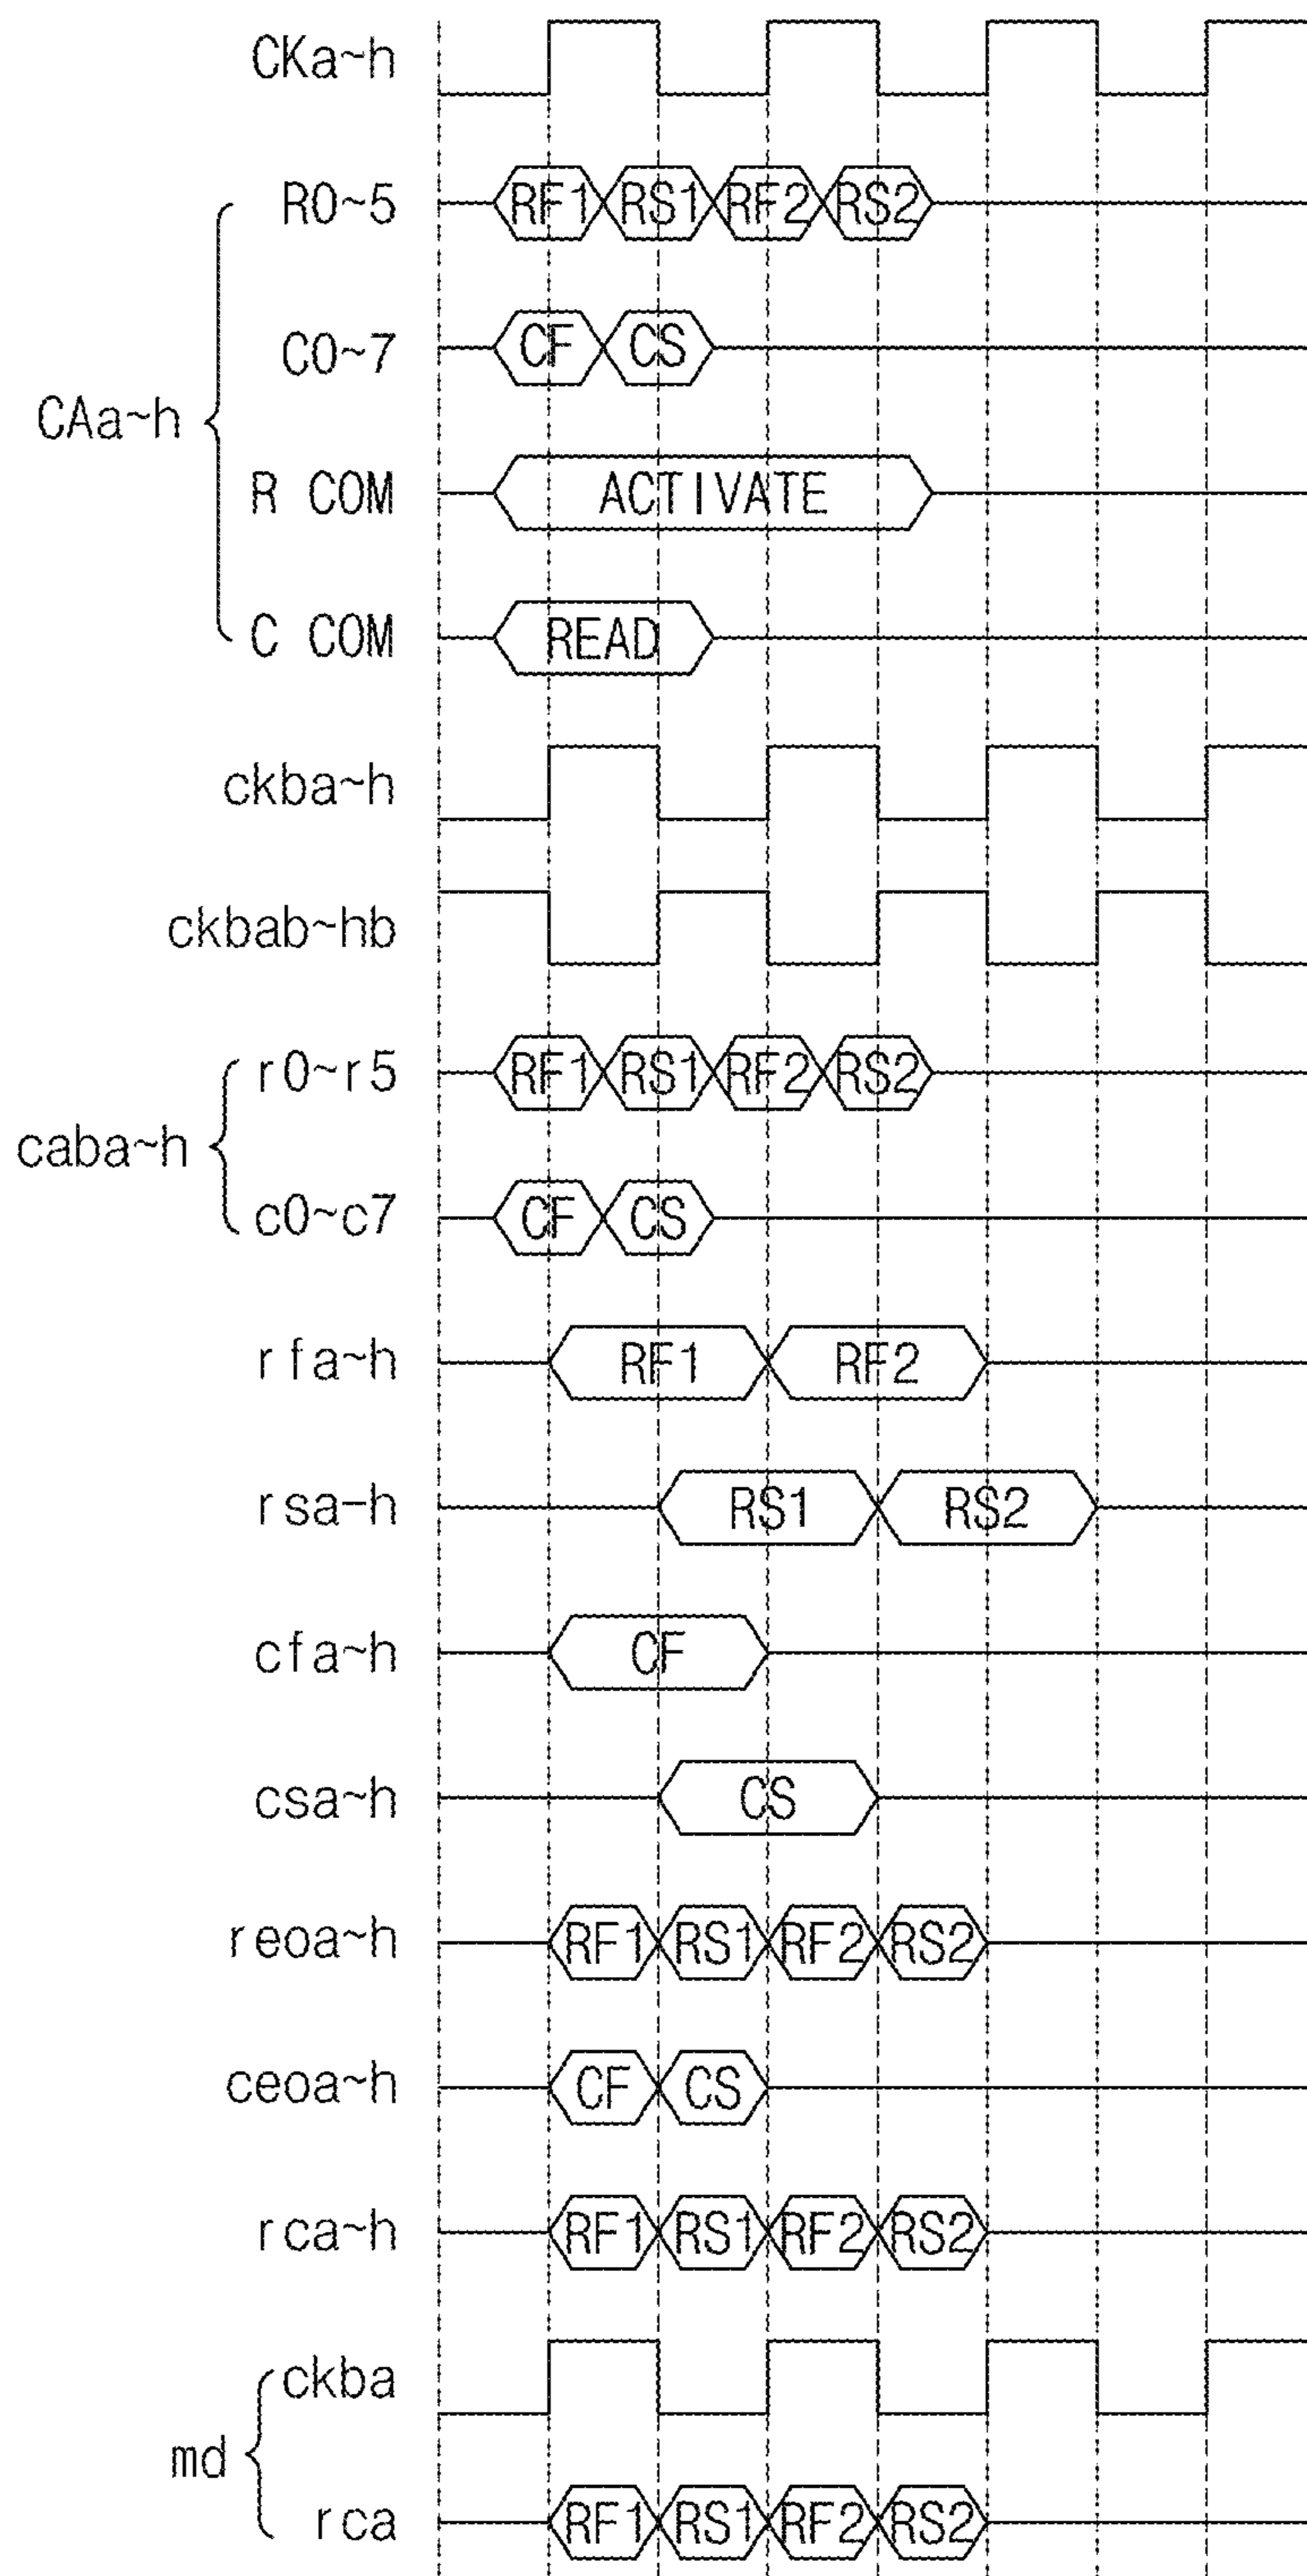 CKa~h
R0~5 RF1 RS1 RF2 RS2
C0~7 CF CS
CAa~h
R COM ACTIVATE
C COM READ
ckba~h
ckbab~hb
r0~r5 RF1 RS1 RF2 RS2
caba~h
c0~c7 CF CS
rfa~h RF1 RF2
rsa-h RS1 RS2
cfa~h CF
csa~h CS
reoa~h RF1 RS1 RF2 RS2
ceoa~h CF CS
rca~h RF1 RS1 RF2 RS2
ckba
md
rca RF1 RS1 RF2 RS2